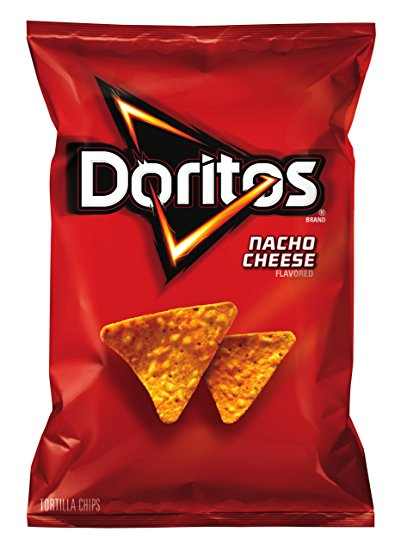 Doritos
®
BRAND
NACHO
CHEESE
FLAVORED
TORTILLA CHIPS